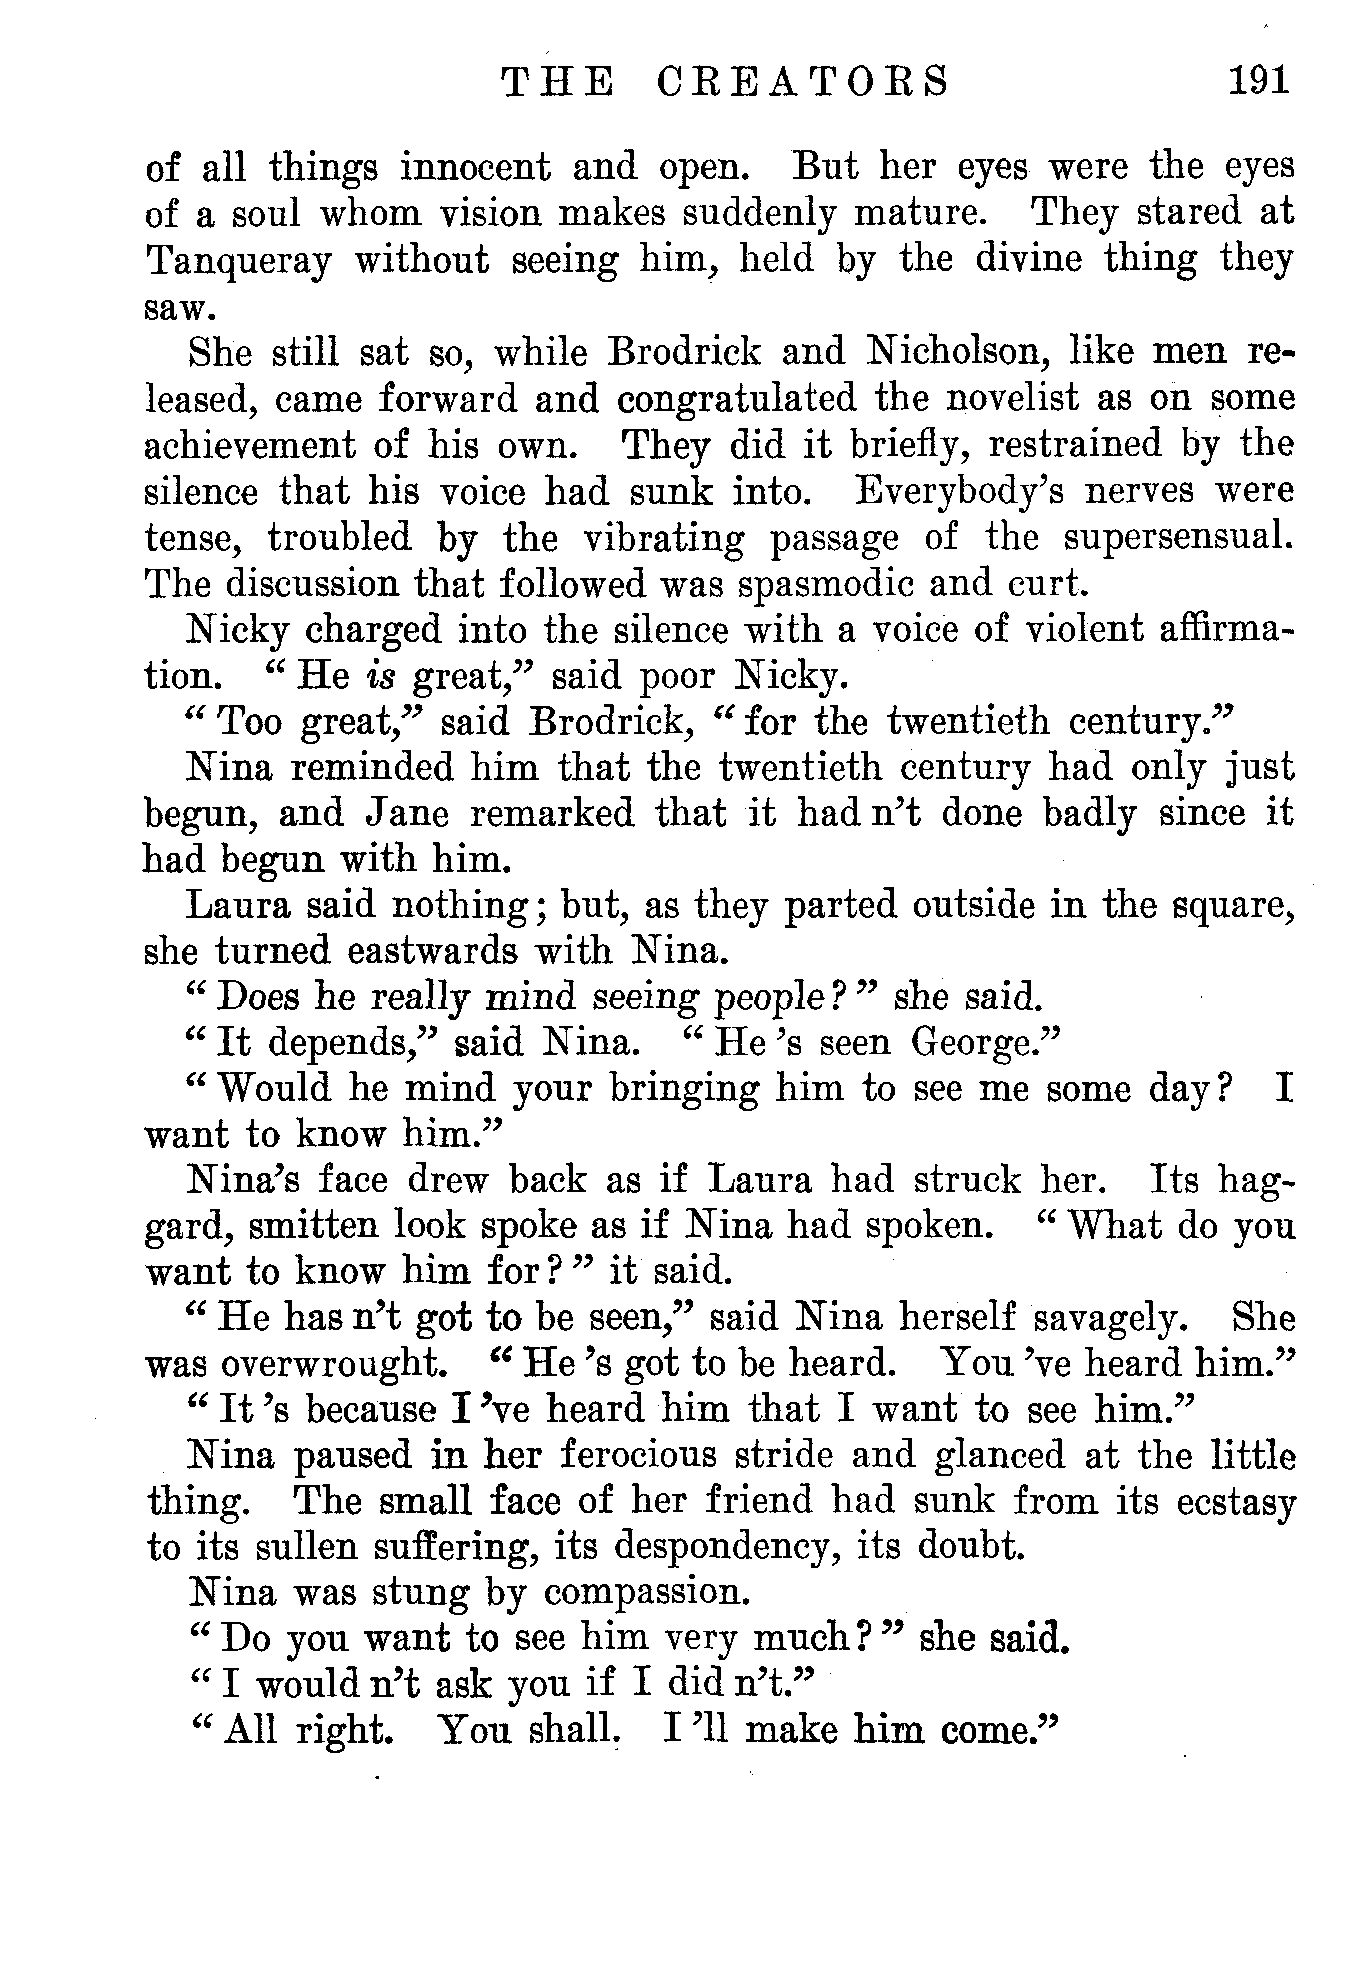 THE CREATORS 191
of all things innocent and open. But her eyes were the eyes
of a soul whom vision makes suddenly mature. They stared at
Tanqueray without seeing him, held by the divine thing they
saw.
She still sat so, while Brodrick and Nicholson, like men re-
leased, came forward and congratulated the novelist as on some
achievement of his own. They did it briefly, restrained by the
silence that his voice had sunk into. Everybody's nerves were
tense, troubled by the vibrating passage of the supersensual.
The discussion that followed was spasmodic and curt.
Nicky charged into the silence with a voice of violent affirma-
tion. “ He is great,” said poor Nicky.
“ Too great,” said Brodrick, “ for the twentieth century.”
Nina reminded him that the twentieth century had only just
begun, and Jane remarked that it had n't done badly since it
had begun with him.
Laura said nothing; but, as they parted outside in the square,
she turned eastwards with Nina.
“ Does he really mind seeing people? ” she said.
“ It depends,” said Nina. “ He 's seen George.”
“ Would he mind your bringing him to see me some day? I
want to know him.”
Nina's face drew back as if Laura had struck her. Its hag-
gard, smitten look spoke as if Nina had spoken. “ What do you
want to know him for? ” it said.
“ He has n't got to be seen,” said Nina herself savagely. She
was overwrought. “ He 's got to be heard. You 've heard him.”
“ It 's because I 've heard him that I want to see him.”
Nina paused in her ferocious stride and glanced at the little
thing. The small face of her friend had sunk from its ecstasy
to its sullen suffering, its despondency, its doubt.
Nina was stung by compassion.
“ Do you want to see him very much? ” she said.
“ I would n't ask you if I did n't.”
“ All right. You shall. I 'll make him come.”